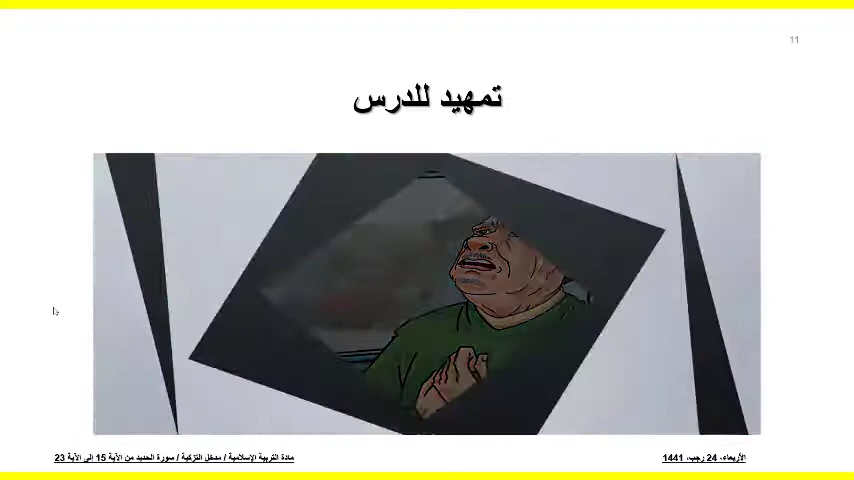 11
تمهيد للدرس
الأربعاء، 24 رجب، 1441
مادة التربية الإسلامية / مدخل التزكية / سورة الحديد من الآية 15 الى الآية 23